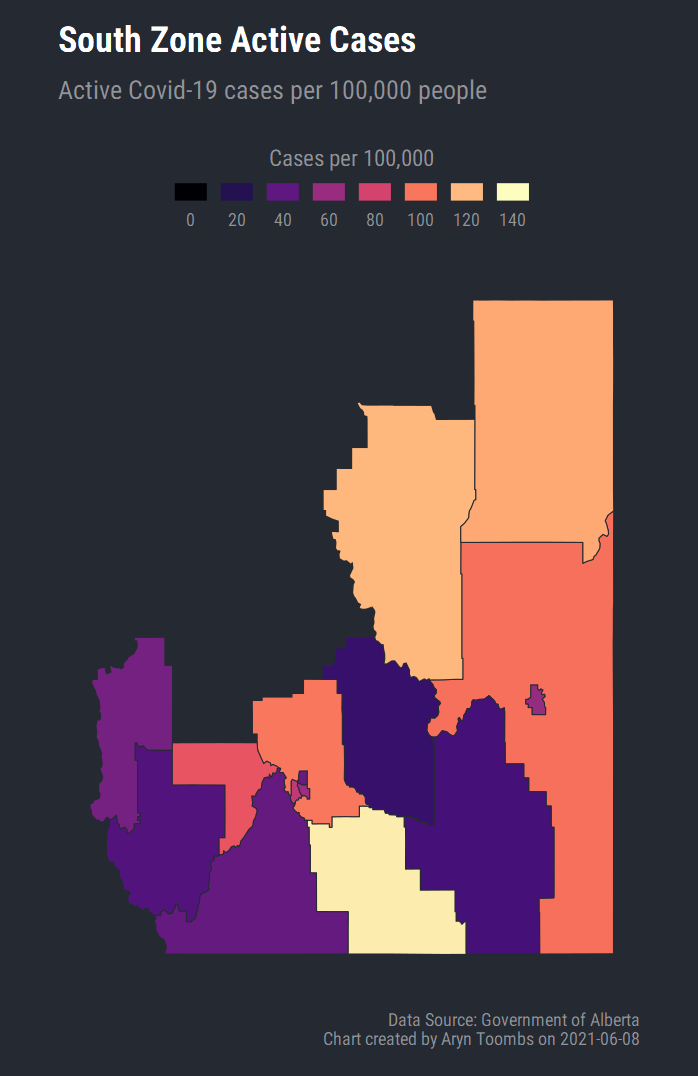 South Zone Active Cases
Active Covid-19 cases per 100,000 people
Cases per 100,000
0 20 40 60 80 100 120 140
Data Source: Government of Alberta
Chart created by Aryn Toombs on 2021-06-08